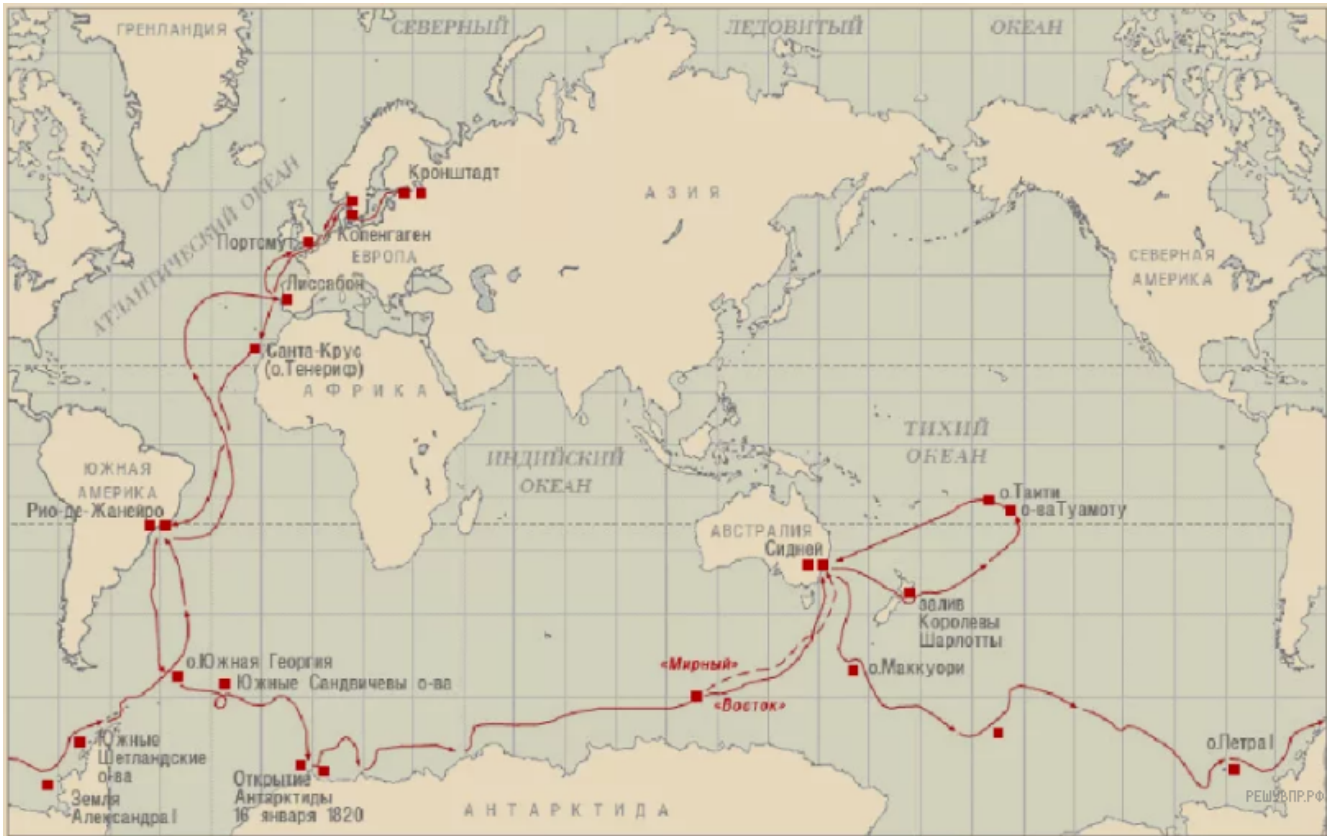 ГРЕНЛАНДИЯ
СЕВЕРНЫЙ
ЛЕДОВИТЫЙ
ОКЕАН
АТЛАНТИЧЕСКИЙ ОКЕАН
Кронштадт
АЗИЯ
Портсмут
Копенгаген
ЕВРОПА
СЕВЕРНАЯ
АМЕРИКА
Лиссабон
Санта-Крус
(о.Тенериф)
АФРИКА
ТИХИЙ
ОКЕАН
ИНДИЙСКИЙ
ОКЕАН
ЮЖНАЯ
АМЕРИКА
Рио-де-Жанейро
о.Таити
о-ва Туамоту
АВСТРАЛИЯ
Сидней
залив
Королевы
Шарлотты
о.Южная Георгия
Южные Сандвичевы о-ва
«Мирный»
«Восток»
о.Маккуори
Южные
Шетландские
о-ва
Земля
Александра I
Открытие
Антарктиды
16 января 1820
АНТАРКТИДА
о.Петра I
РЕШУВПР.РФ